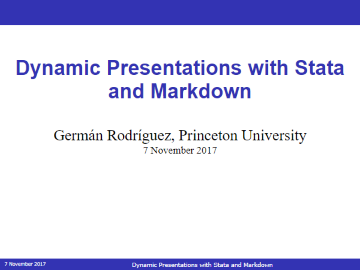 Dynamic Presentations with Stata
and Markdown
Germán Rodríguez, Princeton University
7 November 2017
7 November 2017
Dynamic Presentations with Stata and Markdown